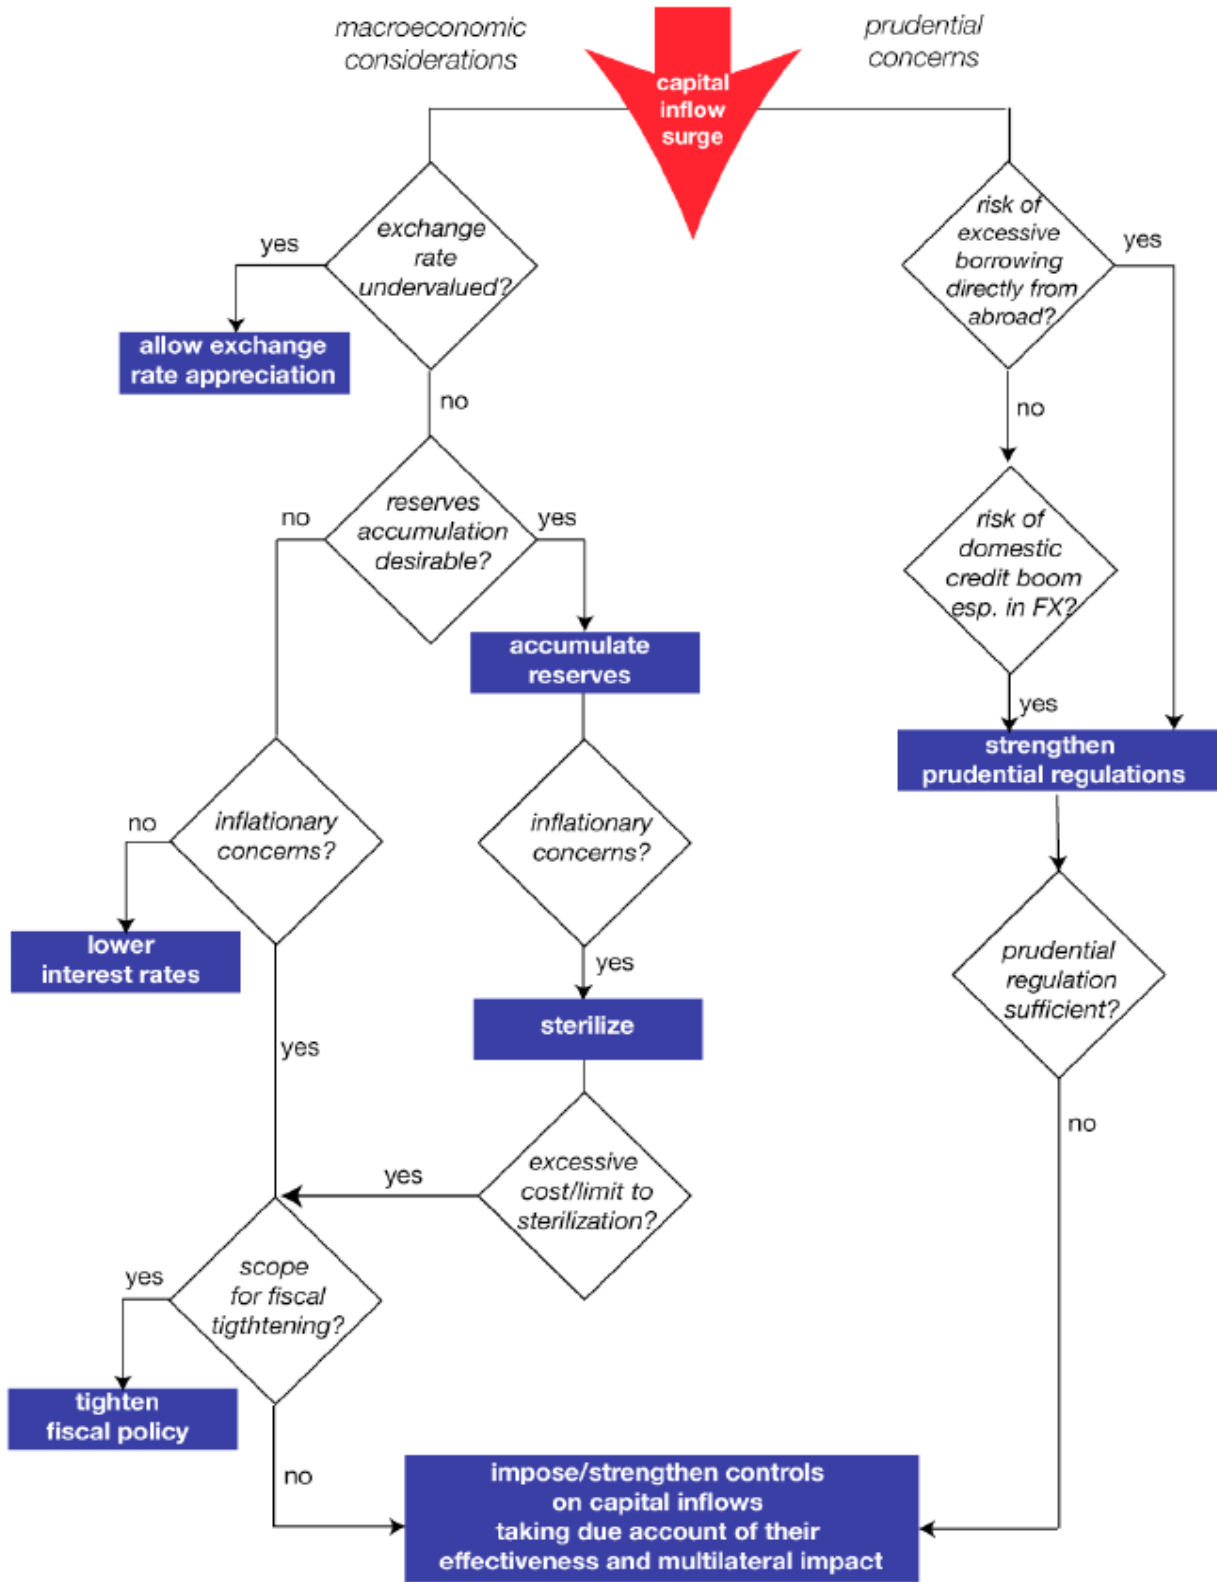 macroeconomic
considerations
prudential
concerns
capital
inflow
surge
exchange
rate
undervalued?
yes
allow exchange
rate appreciation
no
risk of
excessive
borrowing
directly from
abroad?
yes
no
reserves
accumulation
desirable?
no
yes
risk of
domestic
credit boom
esp. in FX?
yes
accumulate
reserves
strengthen
prudential regulations
inflationary
concerns?
no
lower
interest rates
yes
inflationary
concerns?
yes
sterilize
prudential
regulation
sufficient?
no
excessive
cost/limit to
sterilization?
yes
scope
for fiscal
tigthtening?
yes
tighten
fiscal policy
no
impose/strengthen controls
on capital inflows
taking due account of their
effectiveness and multilateral impact